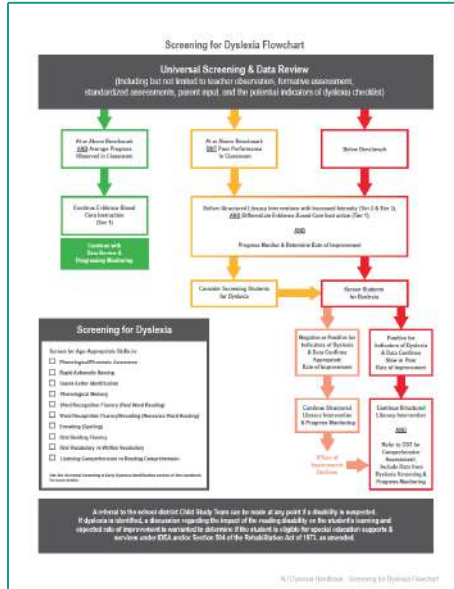 Screening for Dyslexia Flowchart
Universal Screening & Data Review
(Including but not limited to teacher observation, formative assessment,
standardized assessments, parent input, and the potential indicators of dyslexia checklist)
At or Above Benchmark
AND Average Progress
Observed in Classroom
At or Above Benchmark
BUT Poor Performance
in Classroom
Below Benchmark
Continue Evidence-Based
Core Instruction
(Tier 1)
Continue with
Data Review &
Progressing Monitoring
Deliver Structured Literacy Interventions with Increased Intensity (Tier 2 & Tier 3),
AND Differentiate Evidence-Based Core Instruction (Tier 1)
AND
Progress Monitor & Determine Rate of Improvement
Consider Screening Students
for Dyslexia
Screen Students
for Dyslexia
Negative or Positive for
Indicators of Dyslexia
& Data Confirm
Appropriate
Rate of Improvement
Positive for
Indicators of Dyslexia
& Data Confirm
Slow or Poor
Rate of Improvement
Continue Structured
Literacy Intervention
& Progress Monitoring
If Rate of
Improvement
Declines
Continue Structured
Literacy Intervention
AND
Refer to CST for
Comprehensive
Assessment.
Include Data from
Dyslexia Screening &
Progress Monitoring
Screening for Dyslexia
Screen for Age-Appropriate Skills in:
Phonological/Phonemic Awareness
Rapid Automatic Naming
Sound-Letter Identification
Phonological Memory
Word Recognition Fluency (Real Word Reading)
Word Recognition Fluency/Decoding (Nonsense Word Reading)
Encoding (Spelling)
Oral Reading Fluency
Oral Vocabulary vs Written Vocabulary
Listening Comprehension vs Reading Comprehension
A referral to the school district Child Study Team can be made at any point if a disability is suspected.
If dyslexia is identified, a discussion regarding the impact of the reading disability on the student's learning and
expected rate of improvement is warranted to determine if the student is eligible for special education supports &
services under IDEA and/or Section 504 of the Rehabilitation Act of 1973, as amended.
NJ Dyslexia Handbook - Screening for Dyslexia Flowchart